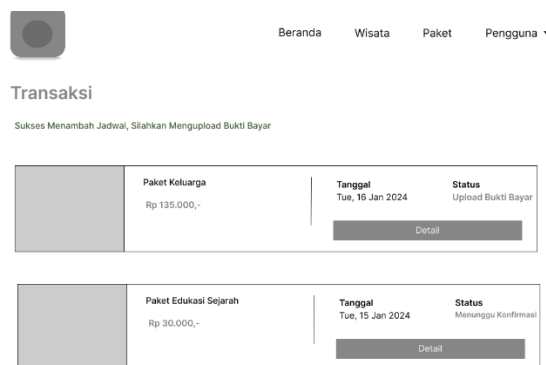 Beranda Wisata Paket Pengguna
Transaksi
Sukses Menambah Jadwal, Silahkan Mengupload Bukti Bayar
Paket Keluarga
Rp 135.000,-
Tanggal
Tue, 16 Jan 2024
Status
Upload Bukti Bayar
Detail
Paket Edukasi Sejarah
Rp 30.000,-
Tanggal
Tue, 15 Jan 2024
Status
Menunggu Konfirmasi
Detail